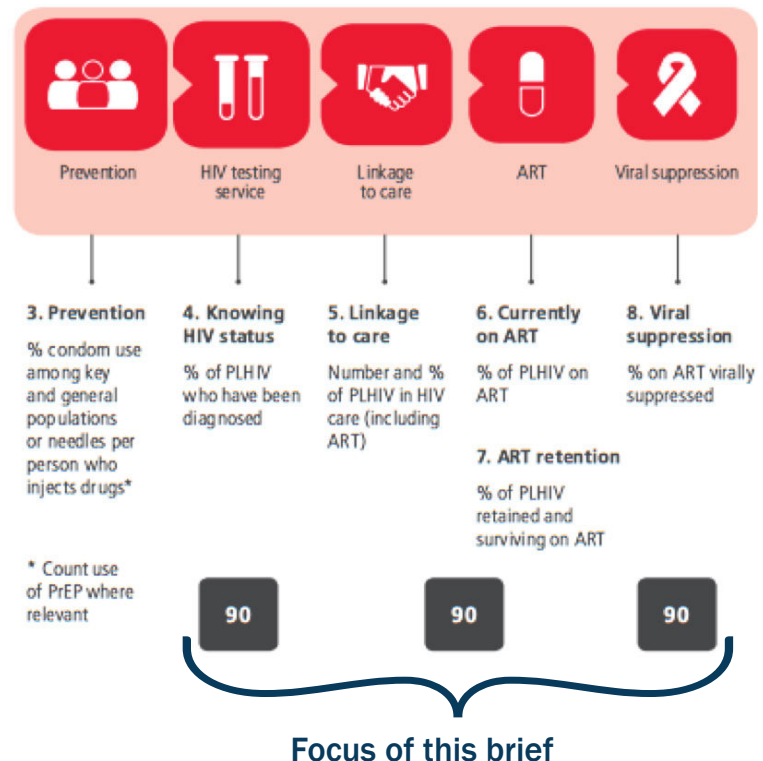 Prevention
HIV testing
service
Linkage
to care
ART
Viral suppression
3. Prevention
% condom use
among key
and general
populations
or needles per
person who
injects drugs*
* Count use
of PrEP where
relevant
4. Knowing
HIV status
% of PLHIV
who have been
diagnosed
5. Linkage
to care
Number and %
of PLHIV in HIV
care (including
ART)
6. Currently
on ART
% of PLHIV on
ART
7. ART retention
% of PLHIV
retained and
surviving on ART
8. Viral
suppression
% on ART virally
suppressed
90
90
90
Focus of this brief